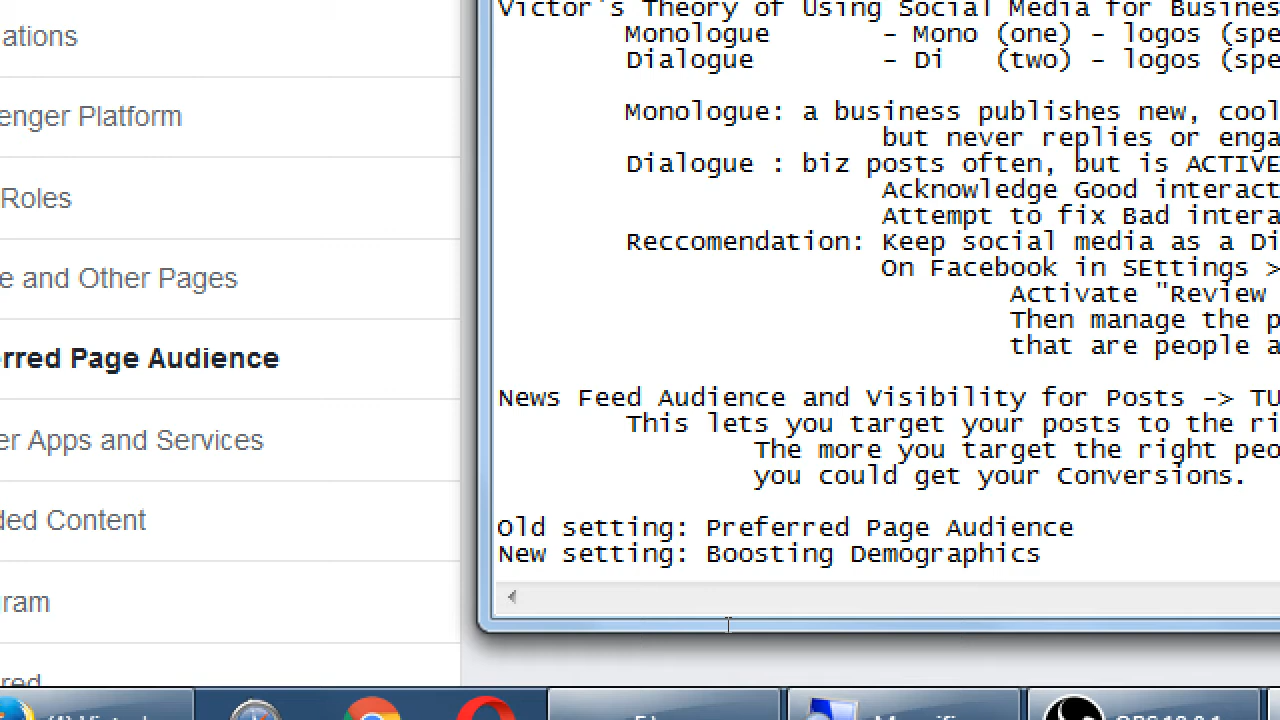 ations
enger Platform
Roles
e and Other Pages
rred Page Audience
er Apps and Services
ded Content
gram
red
Victor's Theory of Using Social Media for Busines
Monologue - Mono (one) - logos (spe
Dialogue - Di (two) - logos (spe
Monologue: a business publishes new, cool
but never replies or enga
Dialogue : biz posts often, but is ACTIVE
Acknowledge Good interact
Attempt to fix Bad intera
Reccomendation: Keep social media as a Di
On Facebook in SEttings >
Activate "Review
Then manage the p
that are people a
News Feed Audience and Visibility for Posts -> TU
This lets you target your posts to the ri
The more you target the right peo
you could get your Conversions.
Old setting: Preferred Page Audience
New setting: Boosting Demographics